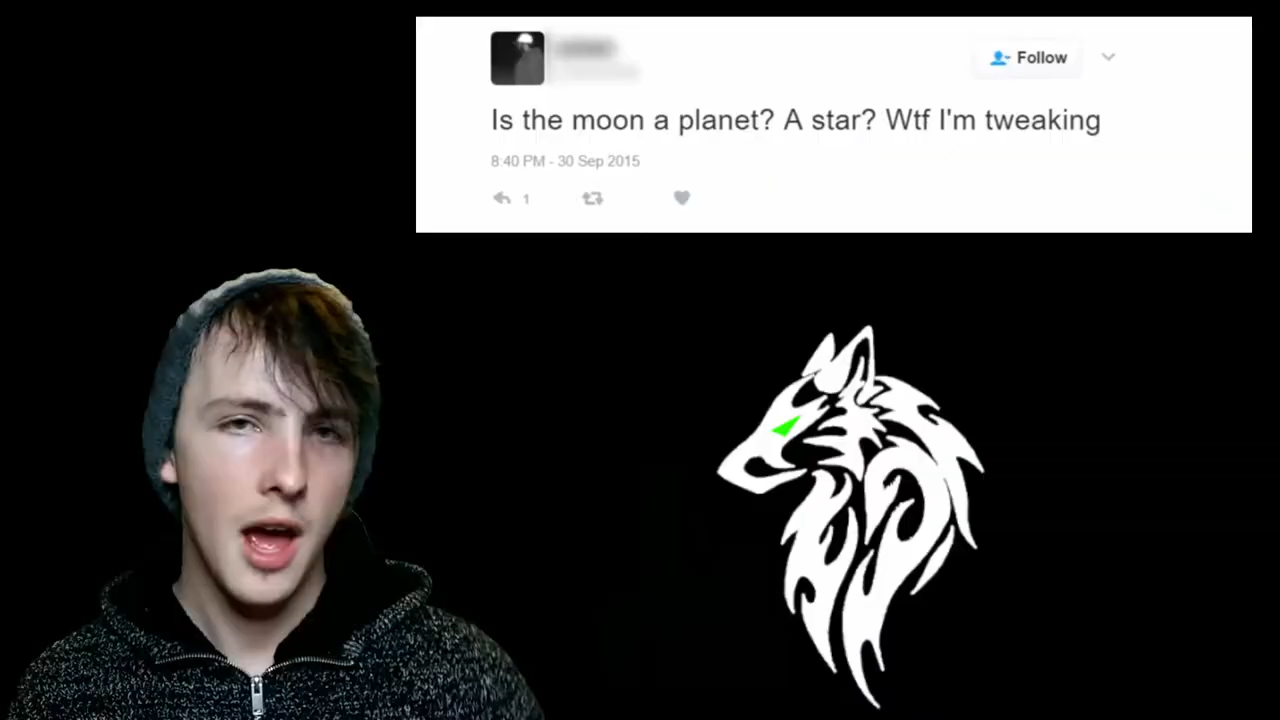 Follow
Is the moon a planet? A star? Wtf I'm tweaking
8:40 PM - 30 Sep 2015
1